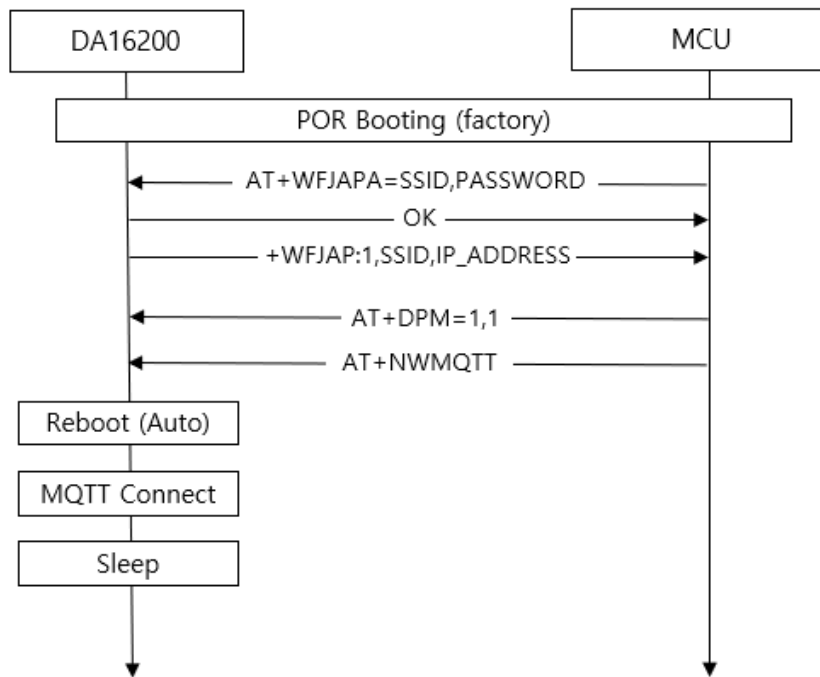 DA16200
MCU
POR Booting (factory)
AT+WFJAPA=SSID,PASSWORD
OK
+WFJAP:1,SSID,IP_ADDRESS
AT+DPM=1,1
AT+NWMQTT
Reboot (Auto)
MQTT Connect
Sleep